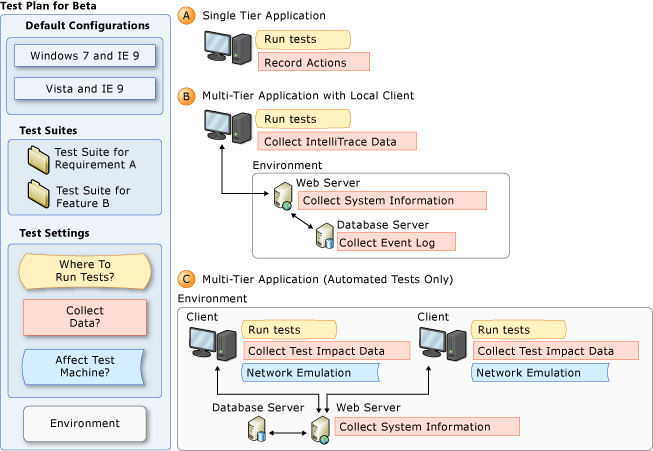 Test Plan for Beta
Default Configurations
Windows 7 and IE 9
Vista and IE 9
Test Suites
Test Suite for
Requirement A
Test Suite for
Feature B
Test Settings
Where To
Run Tests?
Collect
Data?
Affect Test
Machine?
Environment
A Single Tier Application
Run tests
Record Actions
B Multi-Tier Application with Local Client
Run tests
Collect IntelliTrace Data
Environment
Web Server
Collect System Information
Database Server
Collect Event Log
C Multi-Tier Application (Automated Tests Only)
Environment
Client
Run tests
Collect Test Impact Data
Network Emulation
Client
Run tests
Collect Test Impact Data
Network Emulation
Database Server
Web Server
Collect System Information